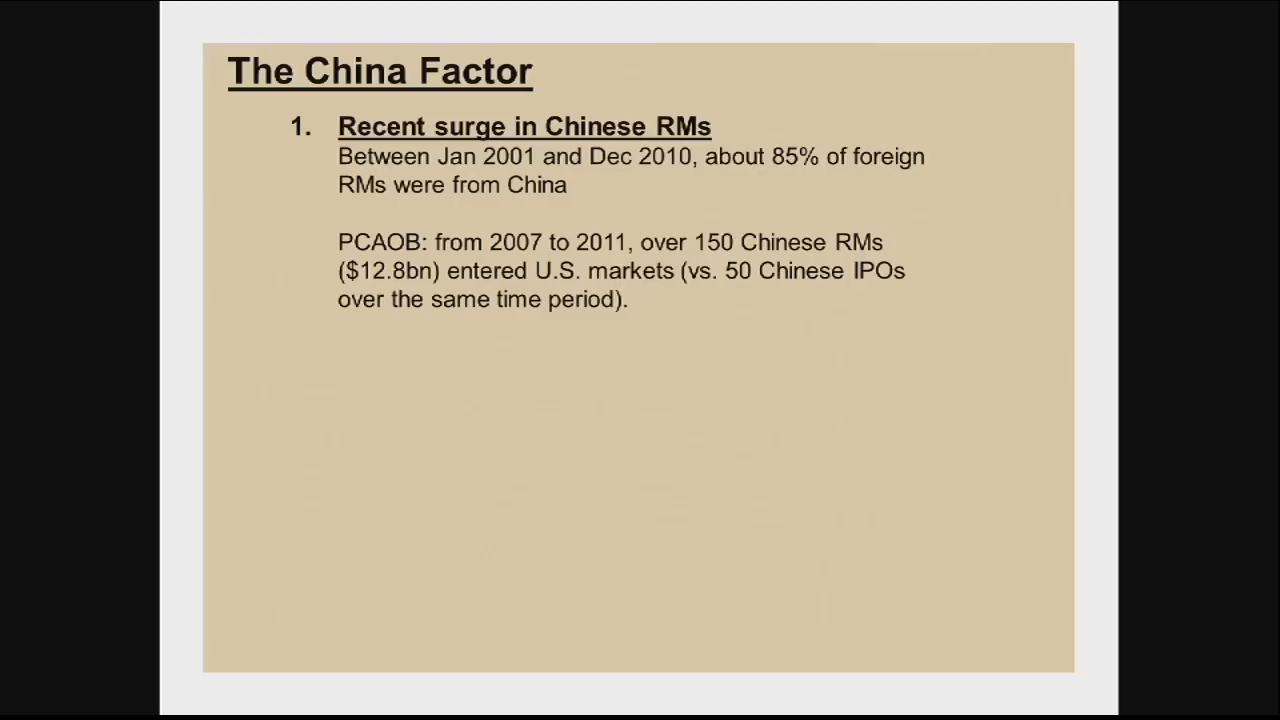 The China Factor
1. Recent surge in Chinese RMs
Between Jan 2001 and Dec 2010, about 85% of foreign
RMs were from China
PCAOB: from 2007 to 2011, over 150 Chinese RMs
($12.8bn) entered U.S. markets (vs. 50 Chinese IPOs
over the same time period).